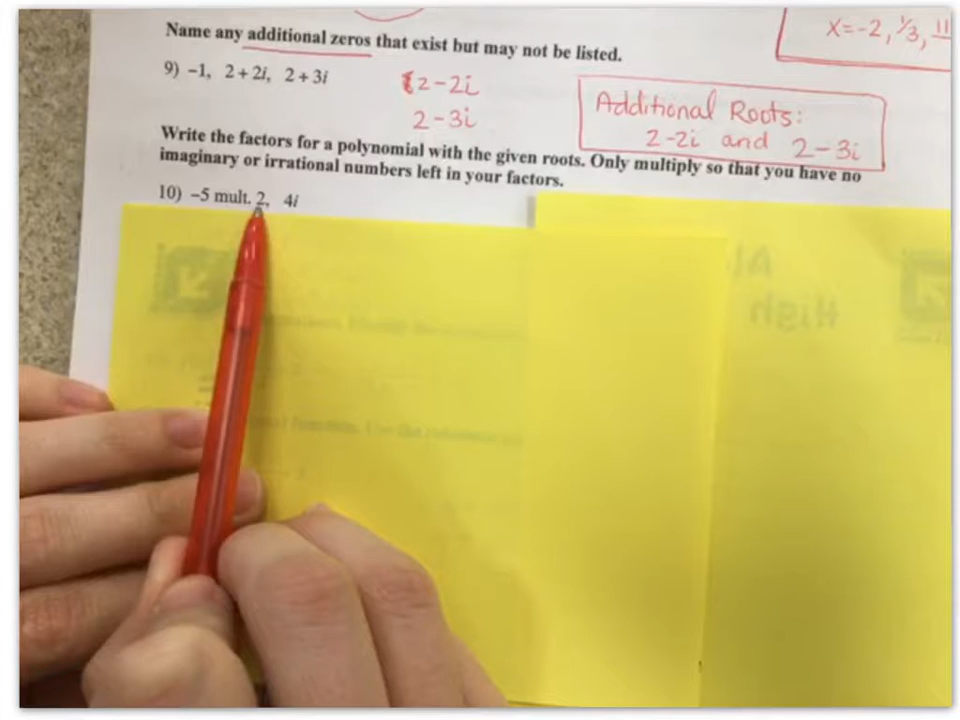 X=-2, 1/3, 11
Name any additional zeros that exist but may not be listed.
9) −1, 2 + 2i, 2 + 3i
2-2i
2-3i
Additional Roots:
2-2i and 2-3i
Write the factors for a polynomial with the given roots. Only multiply so that you have no
imaginary or irrational numbers left in your factors.
10) −5 mult. 2, 4i
High